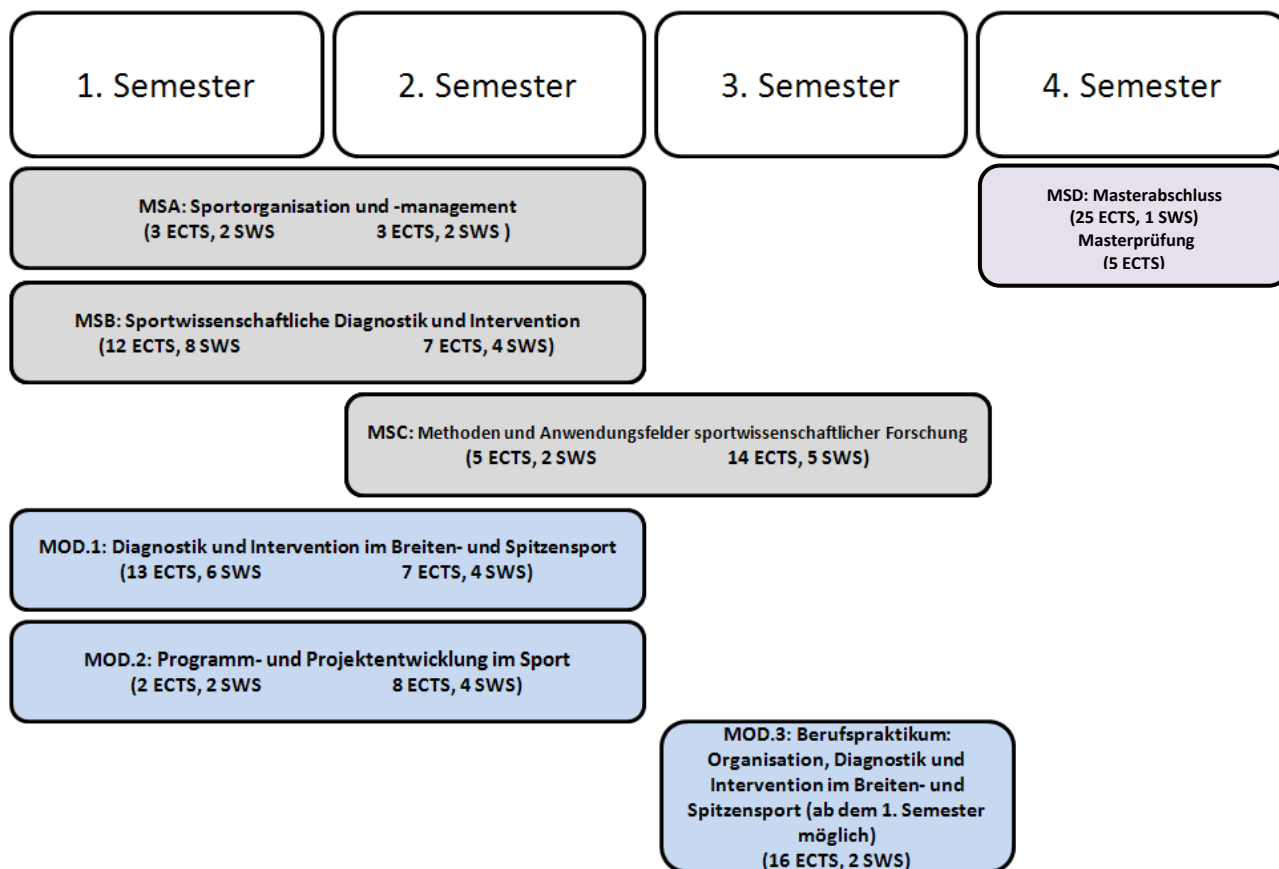 1. Semester
2. Semester
3. Semester
4. Semester
MSA: Sportorganisation und -management
(3 ECTS, 2 SWS 3 ECTS, 2 SWS )
MSD: Masterabschluss
(25 ECTS, 1 SWS)
Masterprüfung
(5 ECTS)
MSB: Sportwissenschaftliche Diagnostik und Intervention
(12 ECTS, 8 SWS 7 ECTS, 4 SWS)
MSC: Methoden und Anwendungsfelder sportwissenschaftlicher Forschung
(5 ECTS, 2 SWS 14 ECTS, 5 SWS)
MOD.1: Diagnostik und Intervention im Breiten- und Spitzensport
(13 ECTS, 6 SWS 7 ECTS, 4 SWS)
MOD.2: Programm- und Projektentwicklung im Sport
(2 ECTS, 2 SWS 8 ECTS, 4 SWS)
MOD.3: Berufspraktikum:
Organisation, Diagnostik und
Intervention im Breiten- und
Spitzensport (ab dem 1. Semester
möglich)
(16 ECTS, 2 SWS)